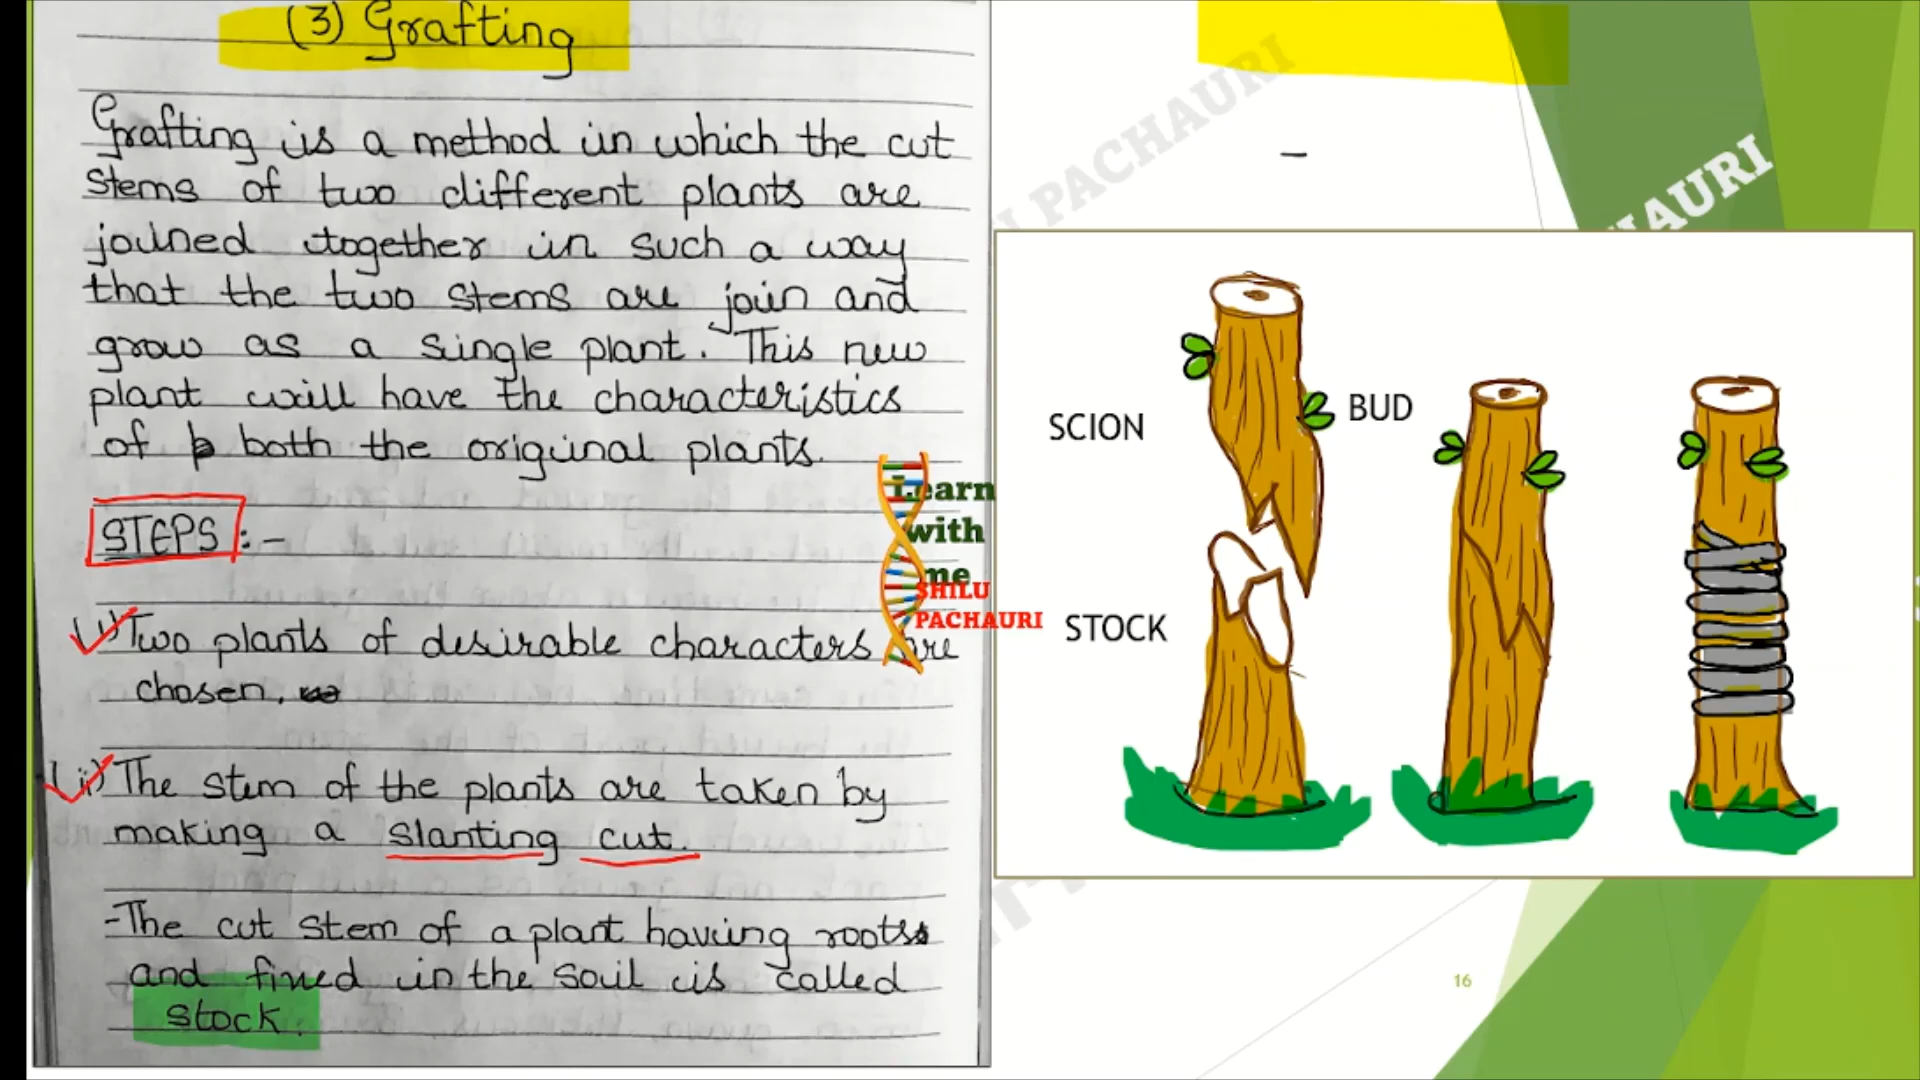 (3) Grafting
Grafting is a method in which the cut
stems of two different plants are
joined together in such a way
that the two stems are join and
grow as a single plant. This new
plant will have the characteristics
of both the original plants.
STEPS :-
(i) Two plants of desirable characters are
chosen.
(ii) The stem of the plants are taken by
making a slanting cut.
- The cut stem of a plant having roots
and fixed in the soil is called
stock.
Learn
with
me
SHILU
PACHAURI
PACHAURI
HAURI
SCION
BUD
STOCK
16